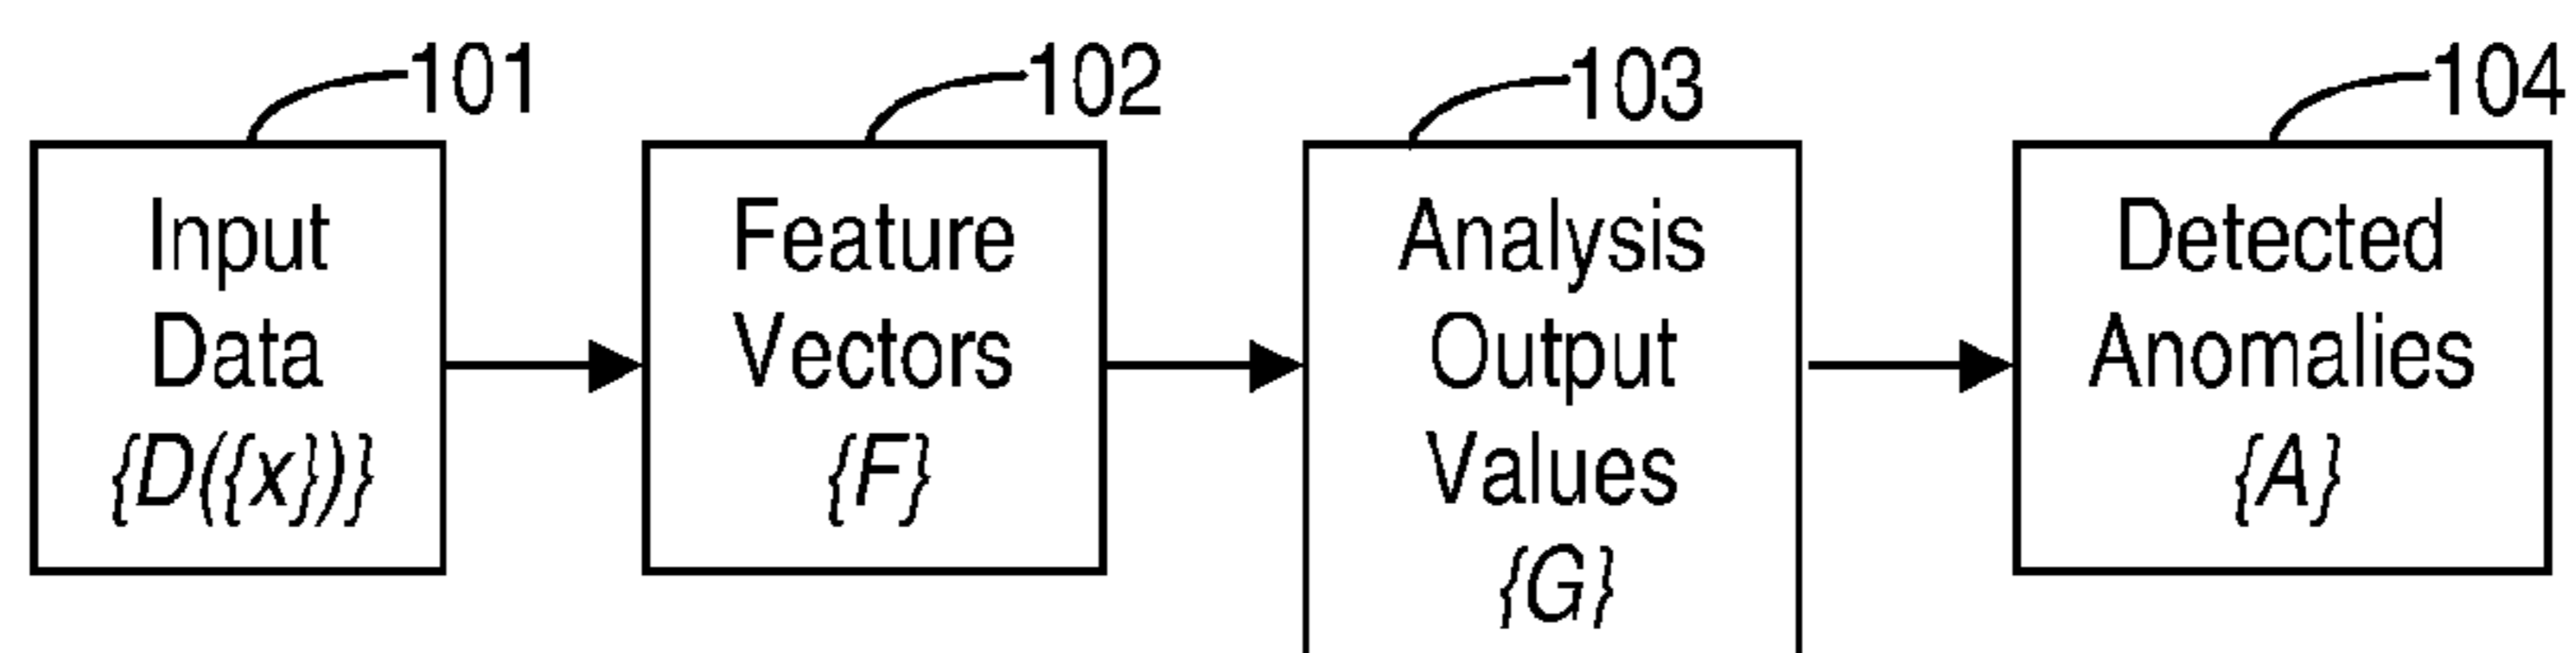 101
102
103
104
Input
Data
{D({x})}
Feature
Vectors
{F}
Analysis
Output
Values
{G}
Detected
Anomalies
{A}